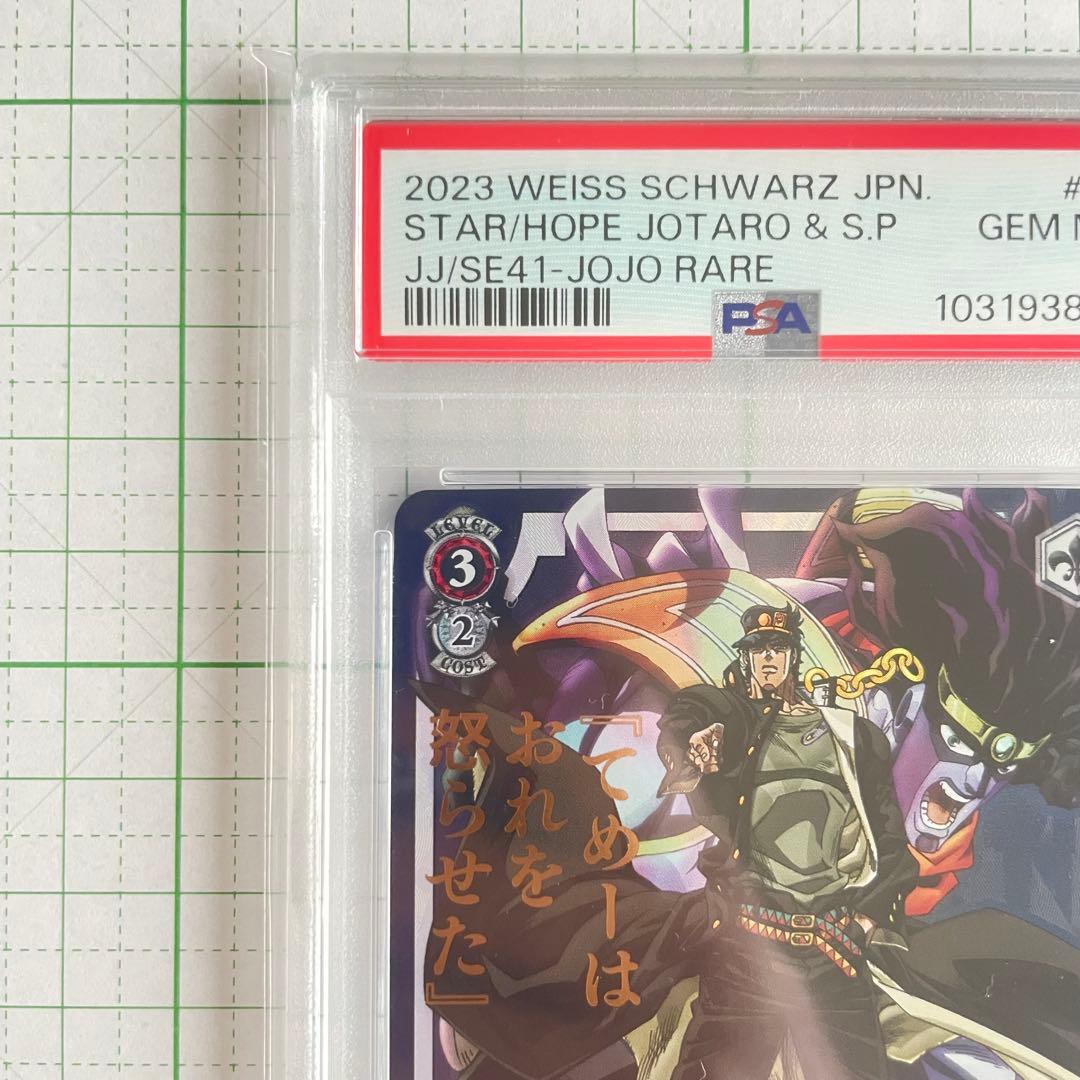 2023 WEISS SCHWARZ JPN.
#
STAR/HOPE JOTARO & S.P
GEM
JJ/SE41-JOJO RARE
PSA
1031938
LEVEL
3
2
COST
『てめーは
おれを
怒らせた』